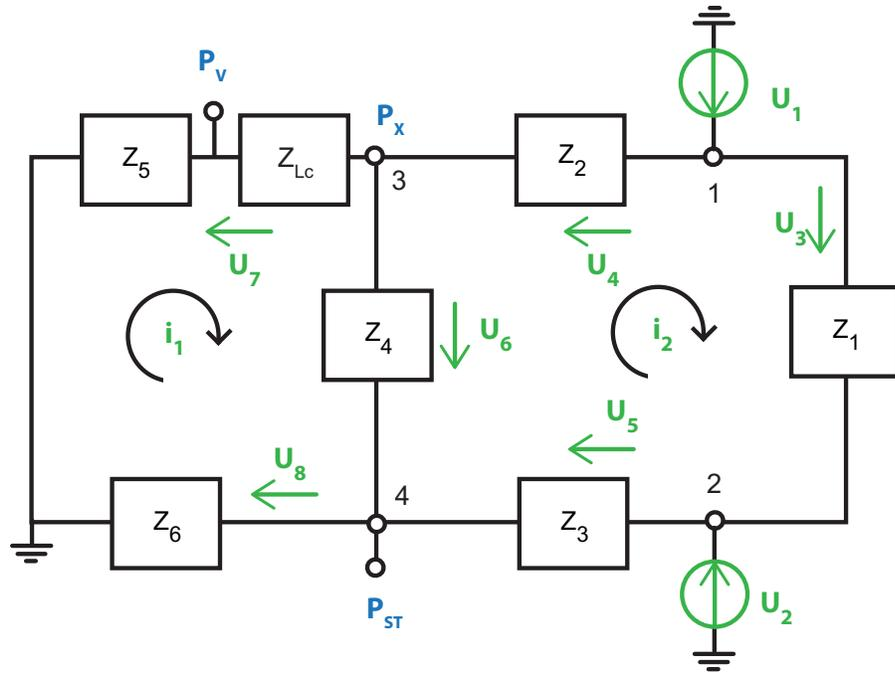 P_V
U_1
P_X
Z_5
Z_Lc
Z_2
3
1
U_3
U_7
U_4
i_1
Z_4
U_6
i_2
Z_1
U_5
U_8
4
2
Z_6
Z_3
P_ST
U_2